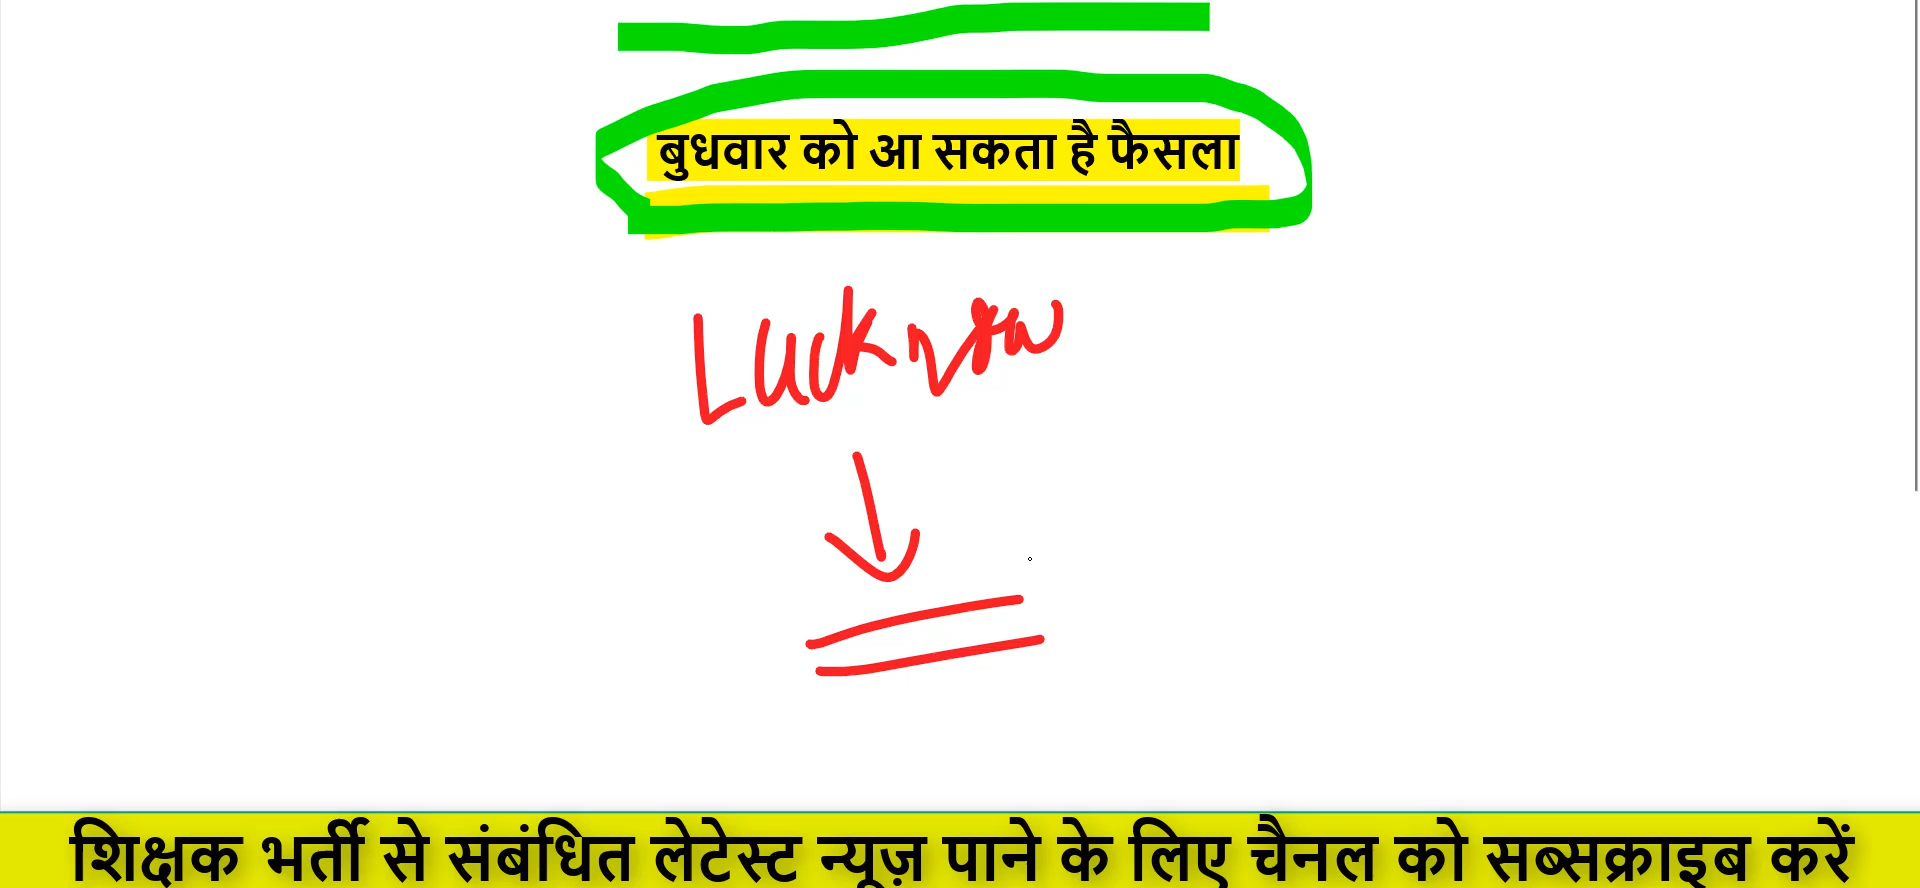 बुधवार को आ सकता है फैसला
Lucknow
शिक्षक भर्ती से संबंधित लेटेस्ट न्यूज़ पाने के लिए चैनल को सब्सक्राइब करें